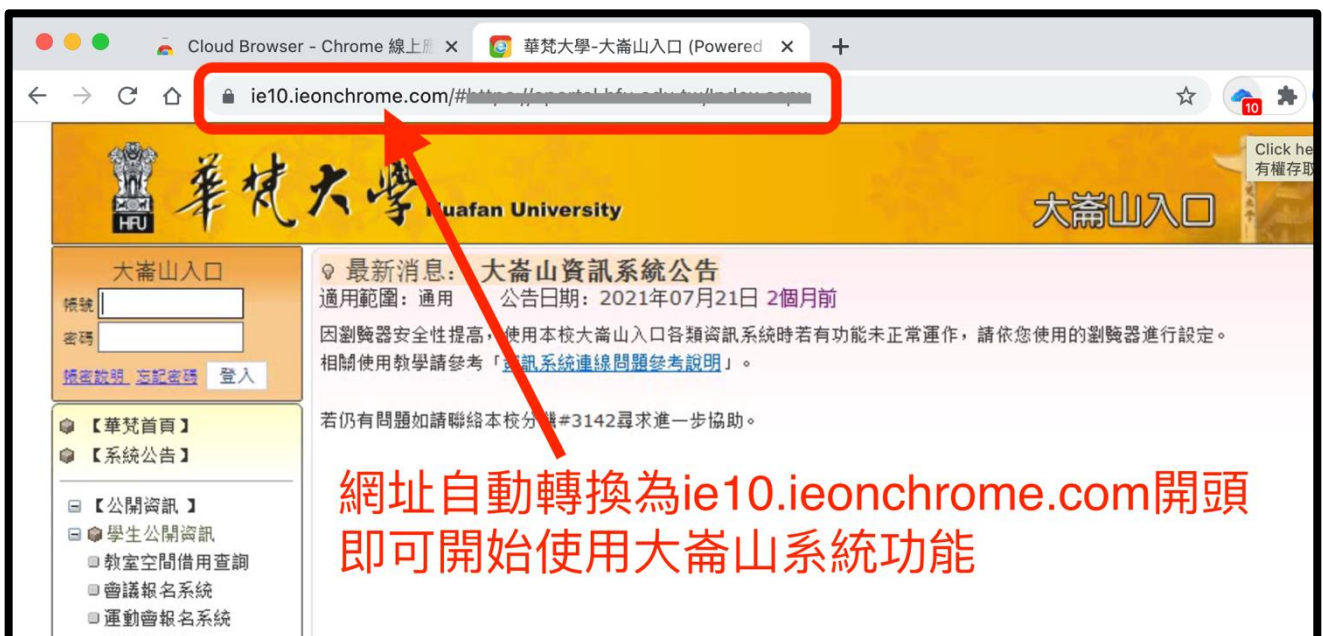 Cloud Browser - Chrome 線上應
華梵大學-大崙山入口 (Powered
ie10.ieonchrome.com/#https://eportal.hfu.edu.tw/Index.aspx
10
Click he
有權存取
HFU
華梵大學 Huafan University
大崙山入口
大崙山入口
帳號
密碼
帳密說明 忘記密碼 登入
【華梵首頁】
【系統公告】
【公開資訊 】
學生公開資訊
教室空間借用查詢
會議報名系統
運動會報名系統
最新消息: 大崙山資訊系統公告
適用範圍: 通用 公告日期: 2021年07月21日 2個月前
因劉覽器安全性提高,使用本校大崙山入口各類資訊系統時若有功能未正常運作,請依您使用的劉覽器進行設定。
相關使用教學請參考「資訊系統連線問題參考說明」。
若仍有問題如請聯絡本校分機#3142尋求進一步協助。
網址自動轉換為ie10.ieonchrome.com開頭
即可開始使用大崙山系統功能